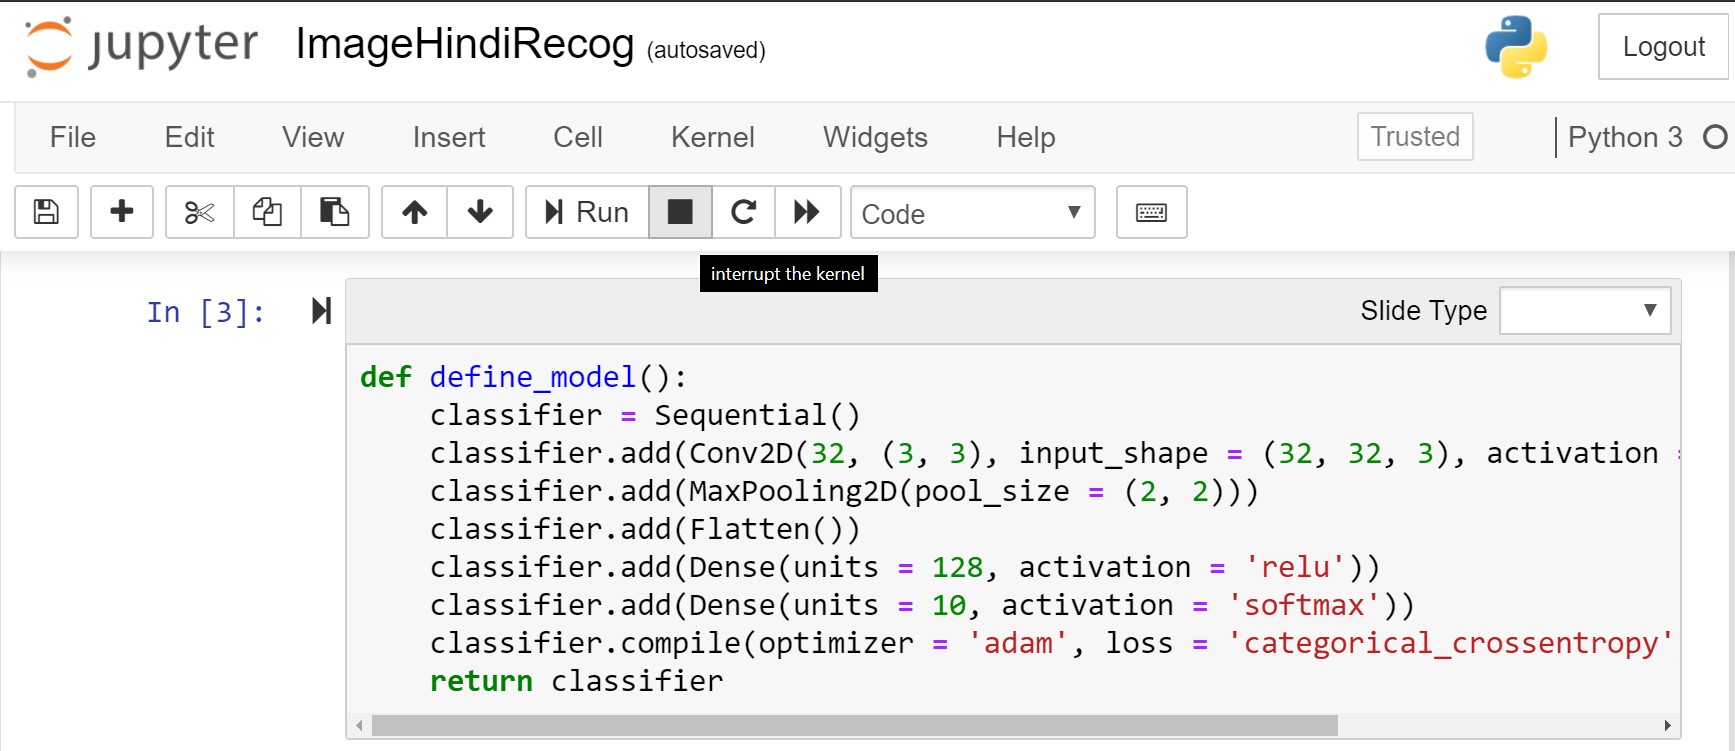 jupyter ImageHindiRecog (autosaved) Logout
File Edit View Insert Cell Kernel Widgets Help Trusted Python 3
Run Code
interrupt the kernel
In [3]: Slide Type
def define_model():
    classifier = Sequential()
    classifier.add(Conv2D(32, (3, 3), input_shape = (32, 32, 3), activation
    classifier.add(MaxPooling2D(pool_size = (2, 2)))
    classifier.add(Flatten())
    classifier.add(Dense(units = 128, activation = 'relu'))
    classifier.add(Dense(units = 10, activation = 'softmax'))
    classifier.compile(optimizer = 'adam', loss = 'categorical_crossentropy'
    return classifier